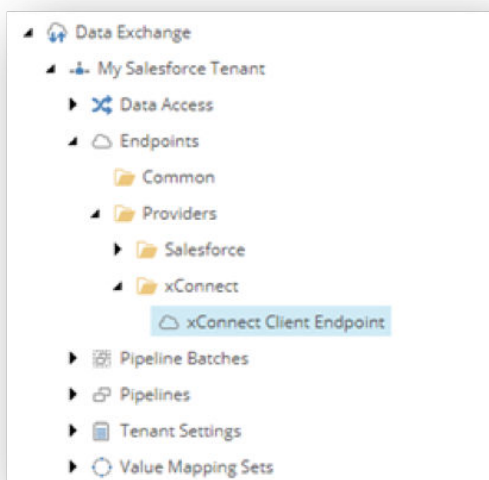 Data Exchange
My Salesforce Tenant
Data Access
Endpoints
Common
Providers
Salesforce
xConnect
xConnect Client Endpoint
Pipeline Batches
Pipelines
Tenant Settings
Value Mapping Sets